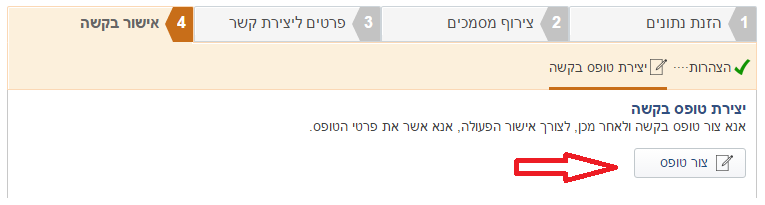 1 הזנת נתונים
2 צירוף מסמכים
3 פרטים ליצירת קשר
4 אישור בקשה
הצהרות···· יצירת טופס בקשה
יצירת טופס בקשה
אנא צור טופס בקשה ולאחר מכן, לצורך אישור הפעולה, אנא אשר את פרטי הטופס.
צור טופס